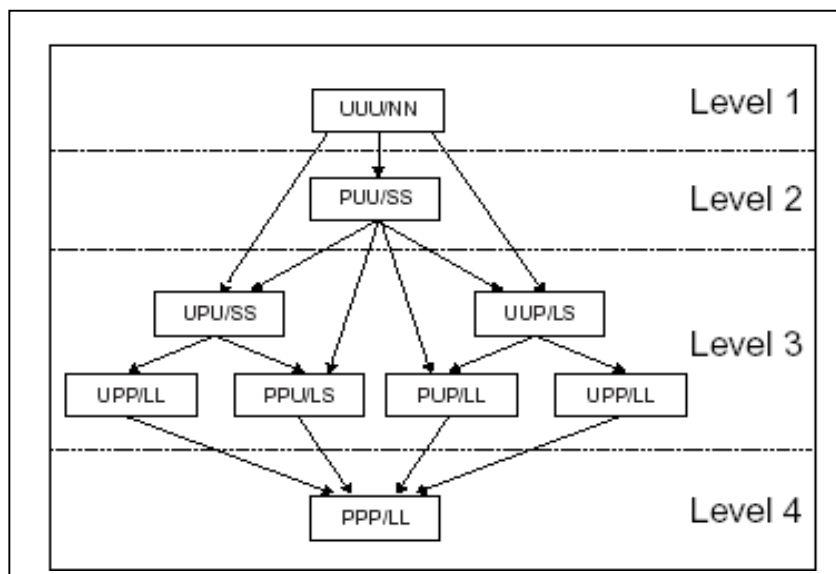 UUU/NN
Level 1
PUU/SS
Level 2
UPU/SS
UUP/LS
Level 3
UPP/LL
PPU/LS
PUP/LL
UPP/LL
PPP/LL
Level 4